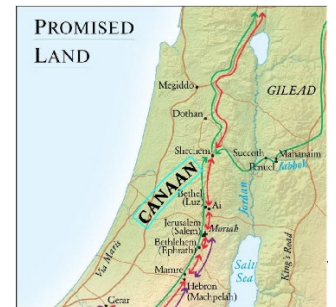 PROMISED
LAND
Megiddo
GILEAD
Dothan
Shechem
Succoth
Mahanaim
Penuel
Jabbok
CANAAN
Bethel
(Luz)
Ai
Jordan
Jerusalem
(Salem)
Moriah
Bethlehem
(Ephrath)
King's Road
Via Maris
Mamre
Salt
Sea
Hebron
(Machpelah)
Gerar